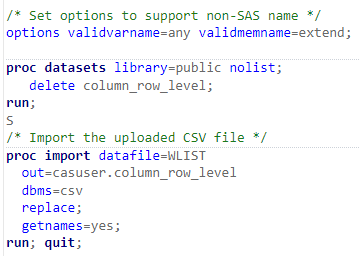 /* Set options to support non-SAS name */
options validvarname=any validmemname=extend;
proc datasets library=public nolist;
delete column_row_level;
run;
S
/* Import the uploaded CSV file */
proc import datafile=WLIST
out=casuser.column_row_level
dbms=csv
replace;
getnames=yes;
run; quit;